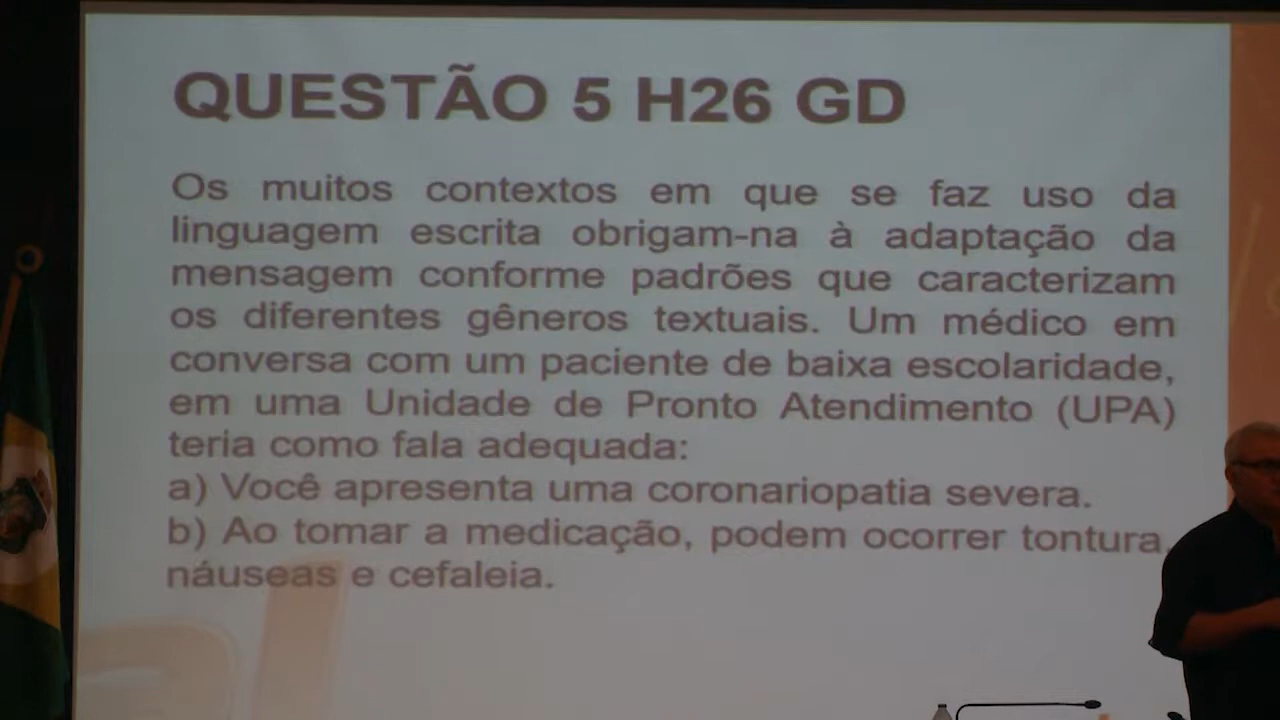 QUESTÃO 5 H26 GD
Os muitos contextos em que se faz uso da
linguagem escrita obrigam-na à adaptação da
mensagem conforme padrões que caracterizam
os diferentes gêneros textuais. Um médico em
conversa com um paciente de baixa escolaridade,
em uma Unidade de Pronto Atendimento (UPA)
teria como fala adequada:
a) Você apresenta uma coronariopatia severa.
b) Ao tomar a medicação, podem ocorrer tontura,
náuseas e cefaleia.